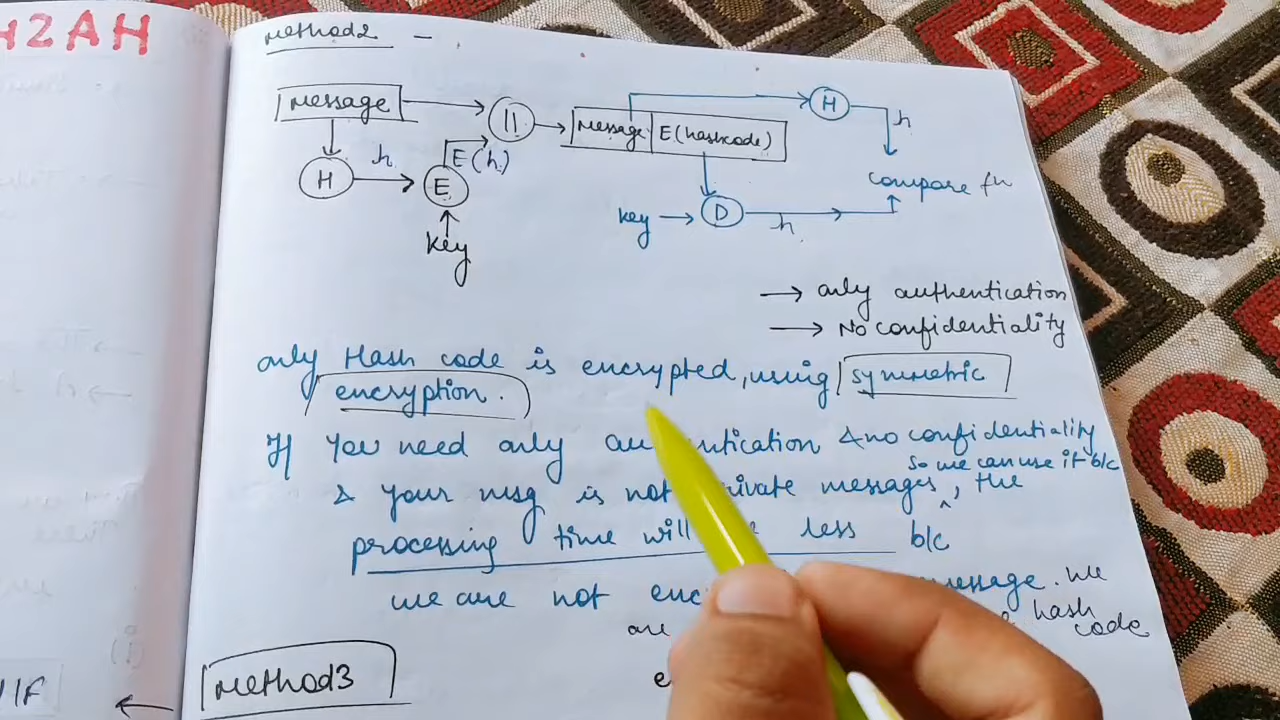 H2AH
Method2 -
Message
||
Message E(hashcode)
H
h
H
h
E
E(h)
compare fn
Key
key
D
h
→ only authentication
→ No confidentiality
only Hash code is encrypted, using symmetric
encryption.
If you need only authentication & no confidentiality
so we can use it b/c
& your msg is not private messages, the
processing time will less b/c
we are not message. We
hash
code
Method3